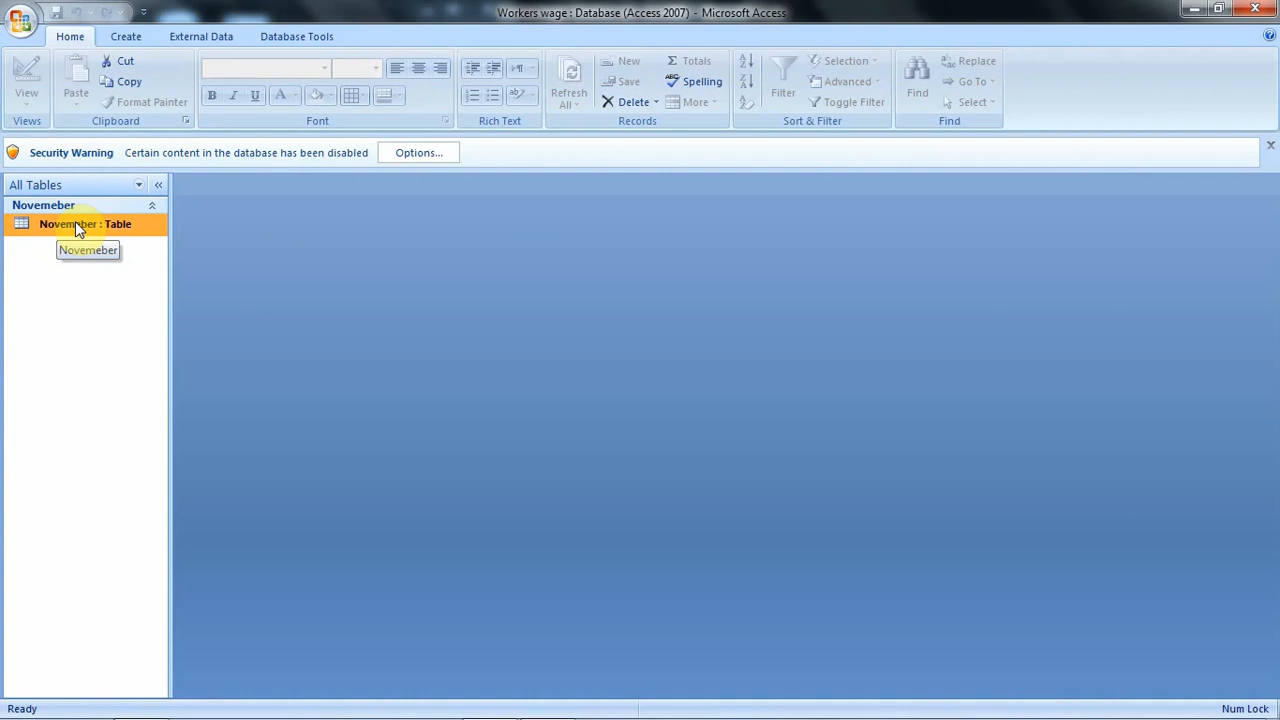 Workers wage : Database (Access 2007) - Microsoft Access
Home Create External Data Database Tools
View
Views
Paste
Cut
Copy
Format Painter
Clipboard
B I U A
Font
Rich Text
Refresh All
New
Save
Delete
Σ Totals
ABC Spelling
More
Records
Filter
Selection
Advanced
Toggle Filter
Sort & Filter
Find
Replace
Go To
Select
Find
Security Warning Certain content in the database has been disabled Options...
All Tables
Novemeber
Novemeber : Table
Novemeber
Ready
Num Lock